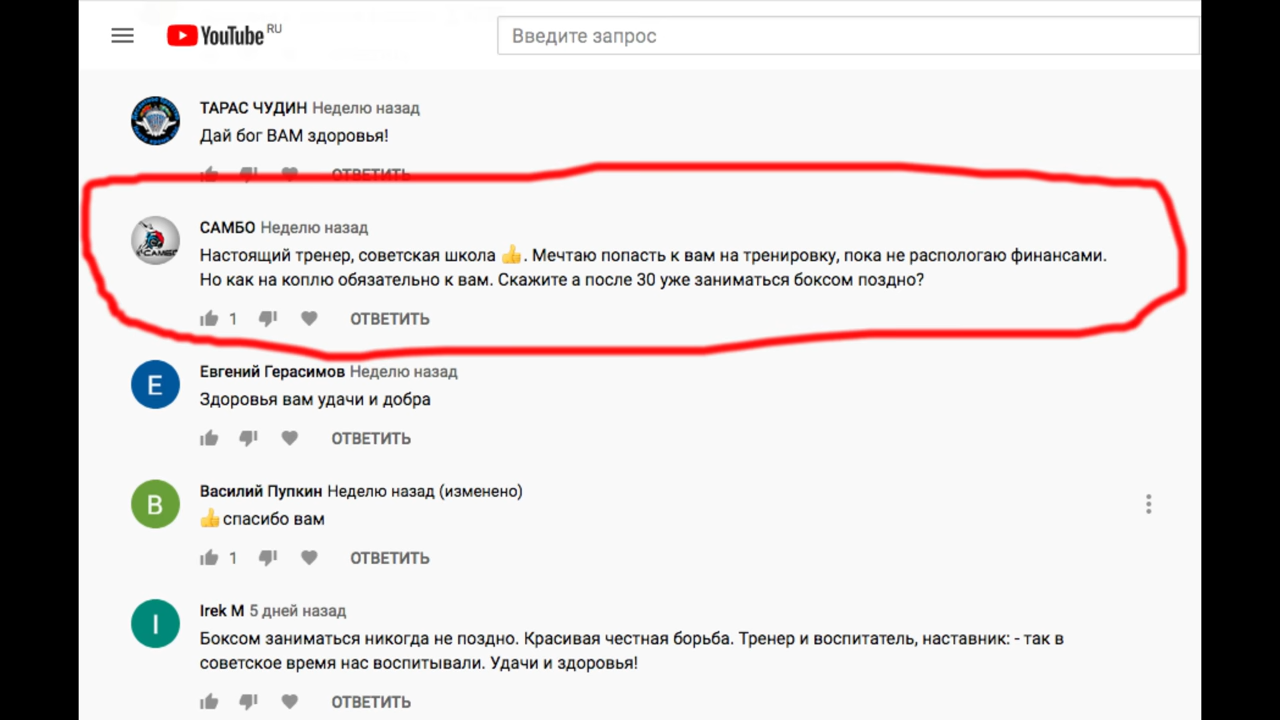 YouTube RU
Введите запрос
ТАРАС ЧУДИН Неделю назад
Дай бог ВАМ здоровья!
ОТВЕТИТЬ
САМБО Неделю назад
Настоящий тренер, советская школа 👍. Мечтаю попасть к вам на тренировку, пока не распологаю финансами.
Но как на коплю обязательно к вам. Скажите а после 30 уже заниматься боксом поздно?
1 ОТВЕТИТЬ
Е
Евгений Герасимов Неделю назад
Здоровья вам удачи и добра
ОТВЕТИТЬ
В
Василий Пупкин Неделю назад (изменено)
👍спасибо вам
1 ОТВЕТИТЬ
I
Irek M 5 дней назад
Боксом заниматься никогда не поздно. Красивая честная борьба. Тренер и воспитатель, наставник: - так в
советское время нас воспитывали. Удачи и здоровья!
ОТВЕТИТЬ